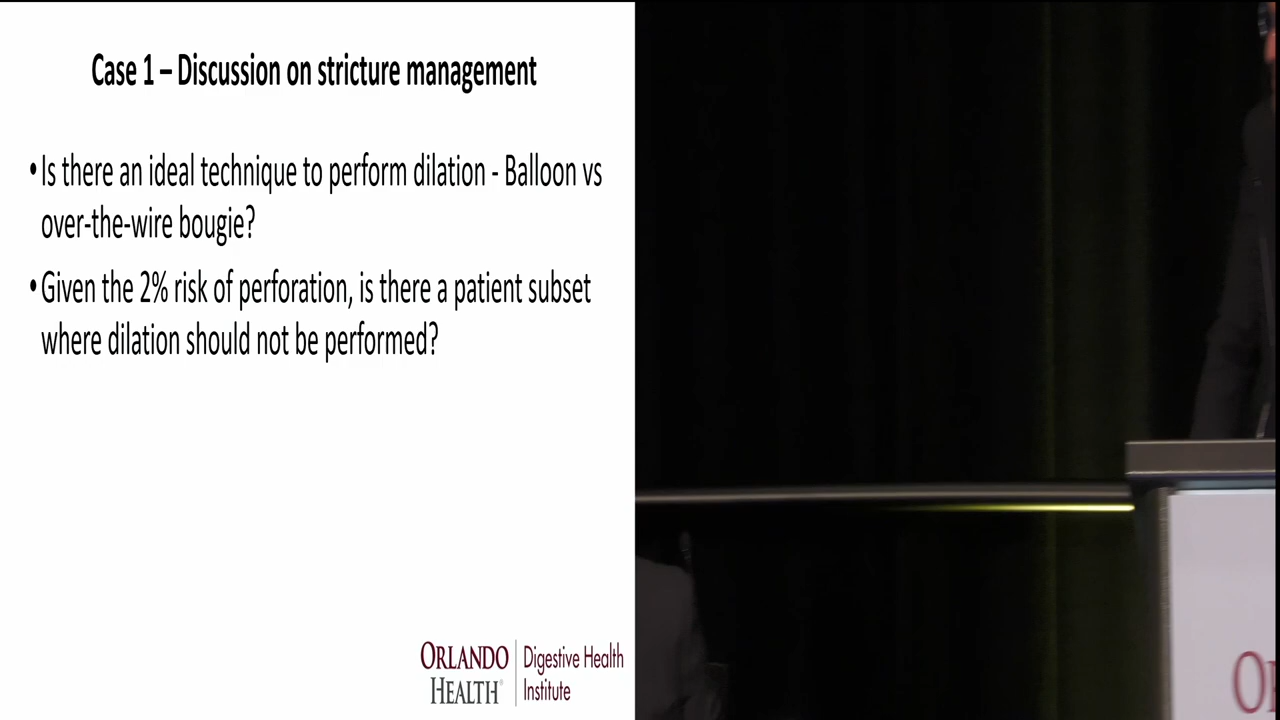 Case 1 – Discussion on stricture management
•Is there an ideal technique to perform dilation - Balloon vs
over-the-wire bougie?
•Given the 2% risk of perforation, is there a patient subset
where dilation should not be performed?
ORLANDO
HEALTH®
Digestive Health
Institute